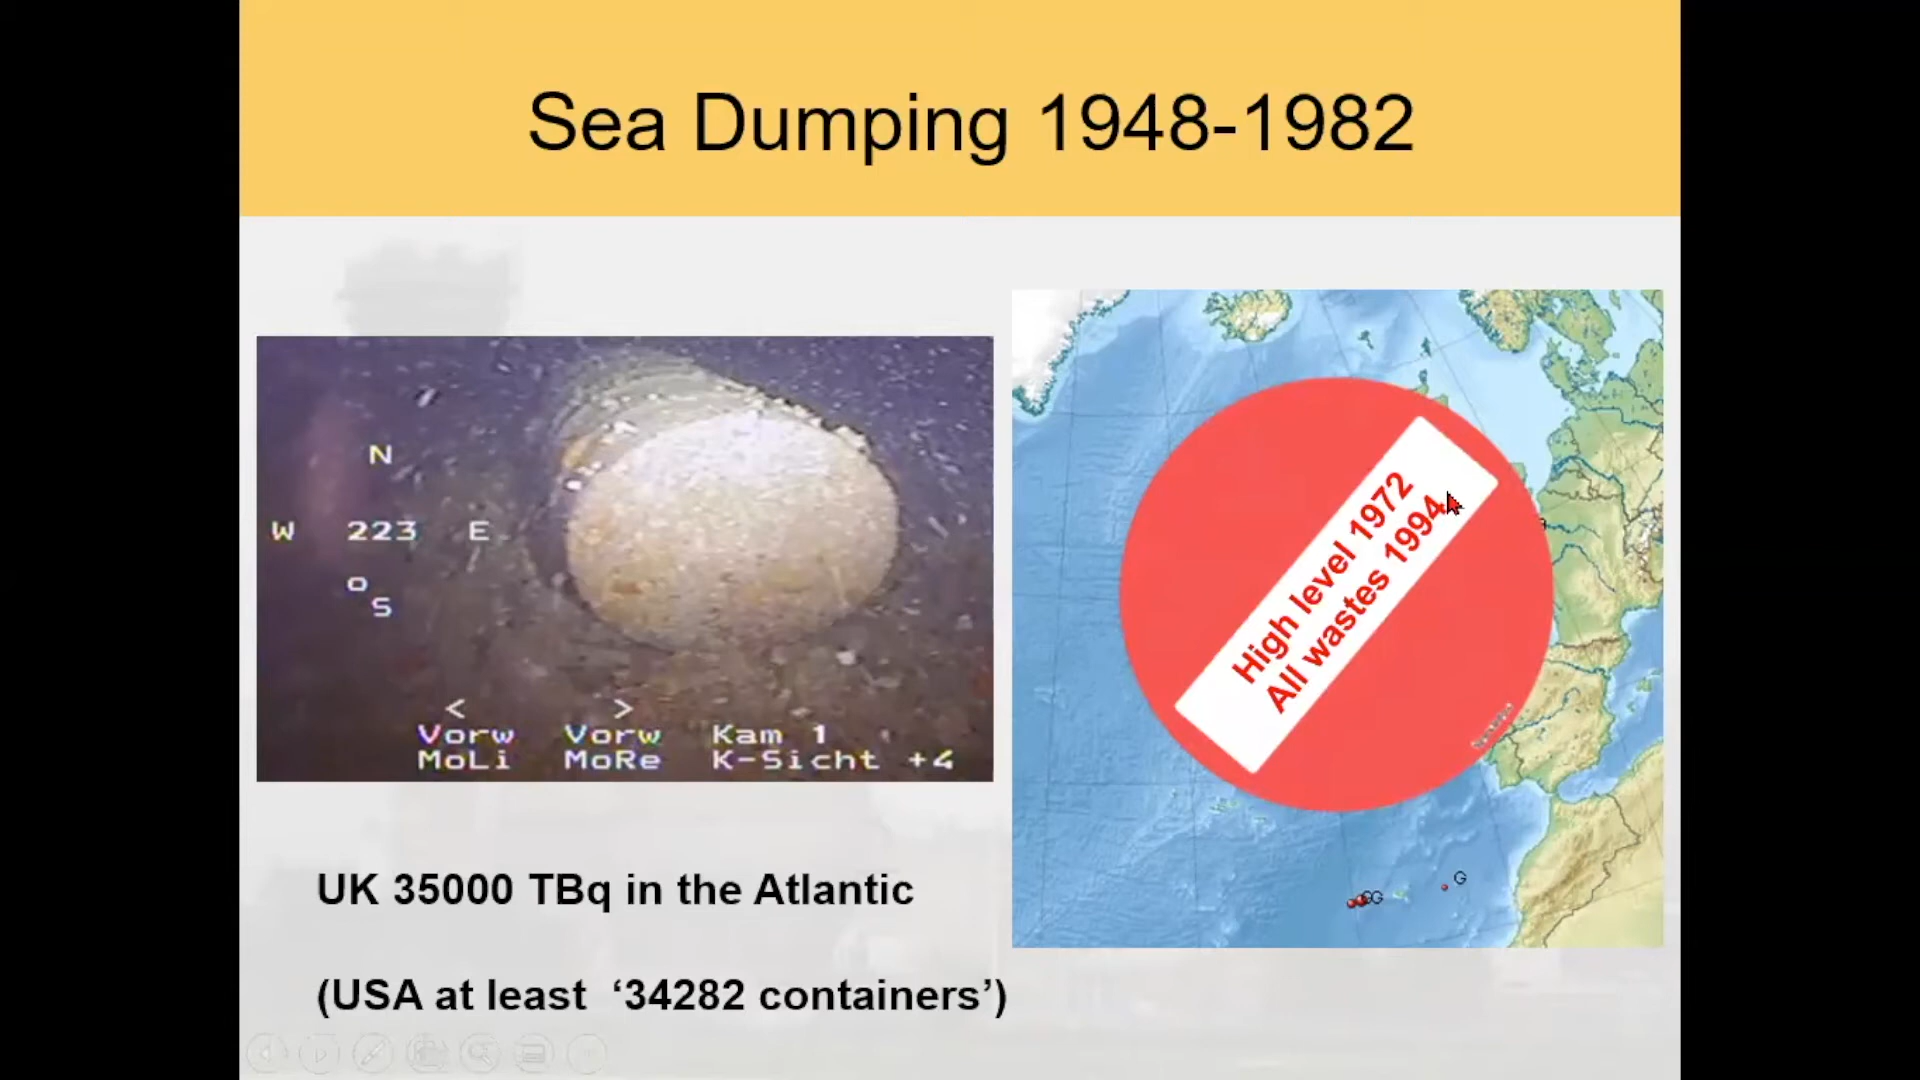 Sea Dumping 1948-1982
N
W 223 E
o
S
< >
Vorw Vorw Kam 1
MoLi MoRe K-Sicht +4
High level 1972
All wastes 1994
G
GG
UK 35000 TBq in the Atlantic
(USA at least ‘34282 containers’)